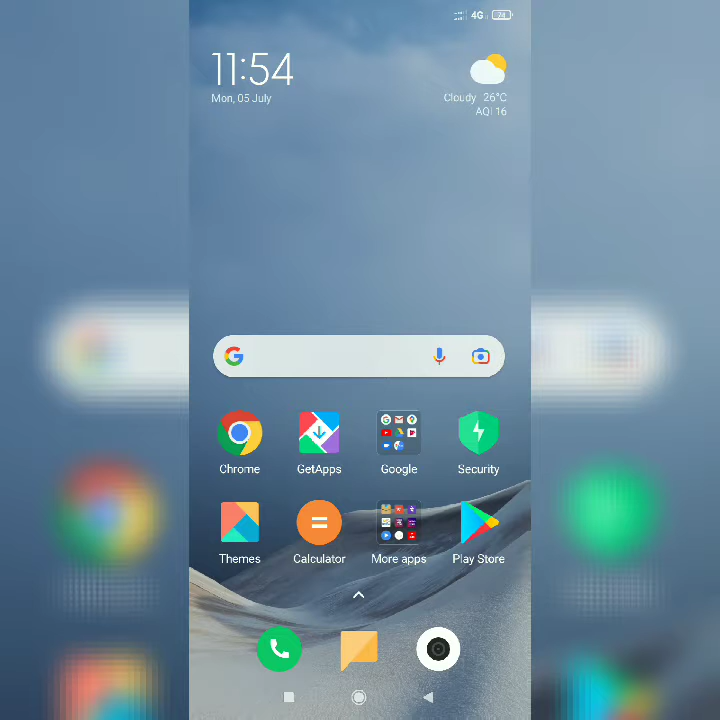 4G
74
11:54
Mon, 05 July
Cloudy 26°C
AQI 16
Chrome
GetApps
Google
Security
Themes
Calculator
More apps
Play Store